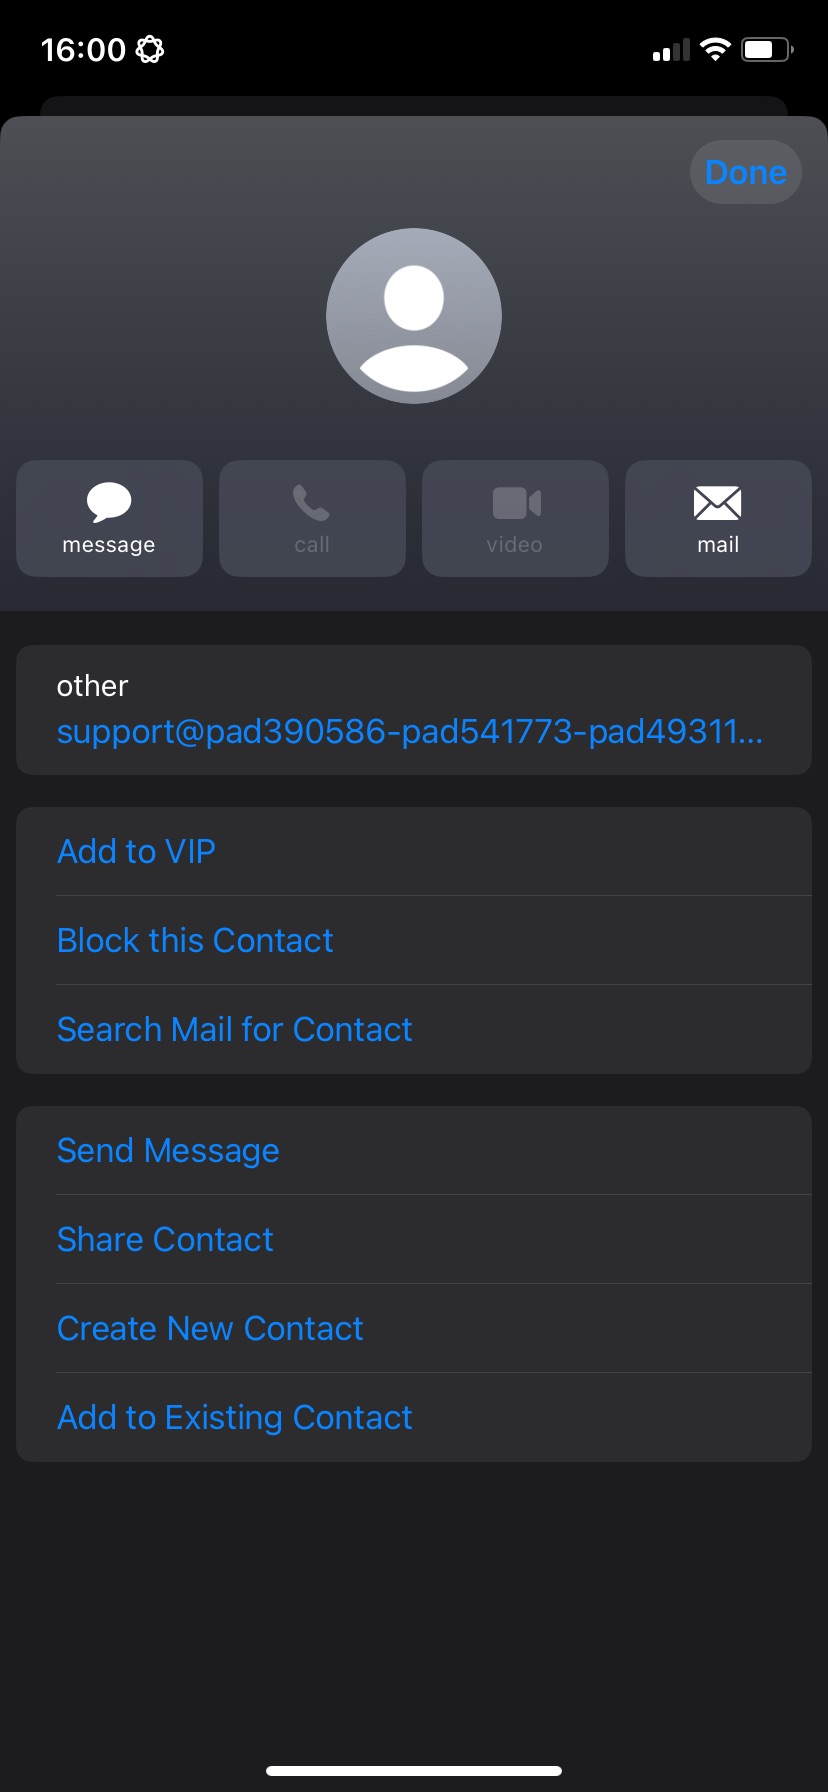 16:00
Done
message
call
video
mail
other
support@pad390586-pad541773-pad49311...
Add to VIP
Block this Contact
Search Mail for Contact
Send Message
Share Contact
Create New Contact
Add to Existing Contact